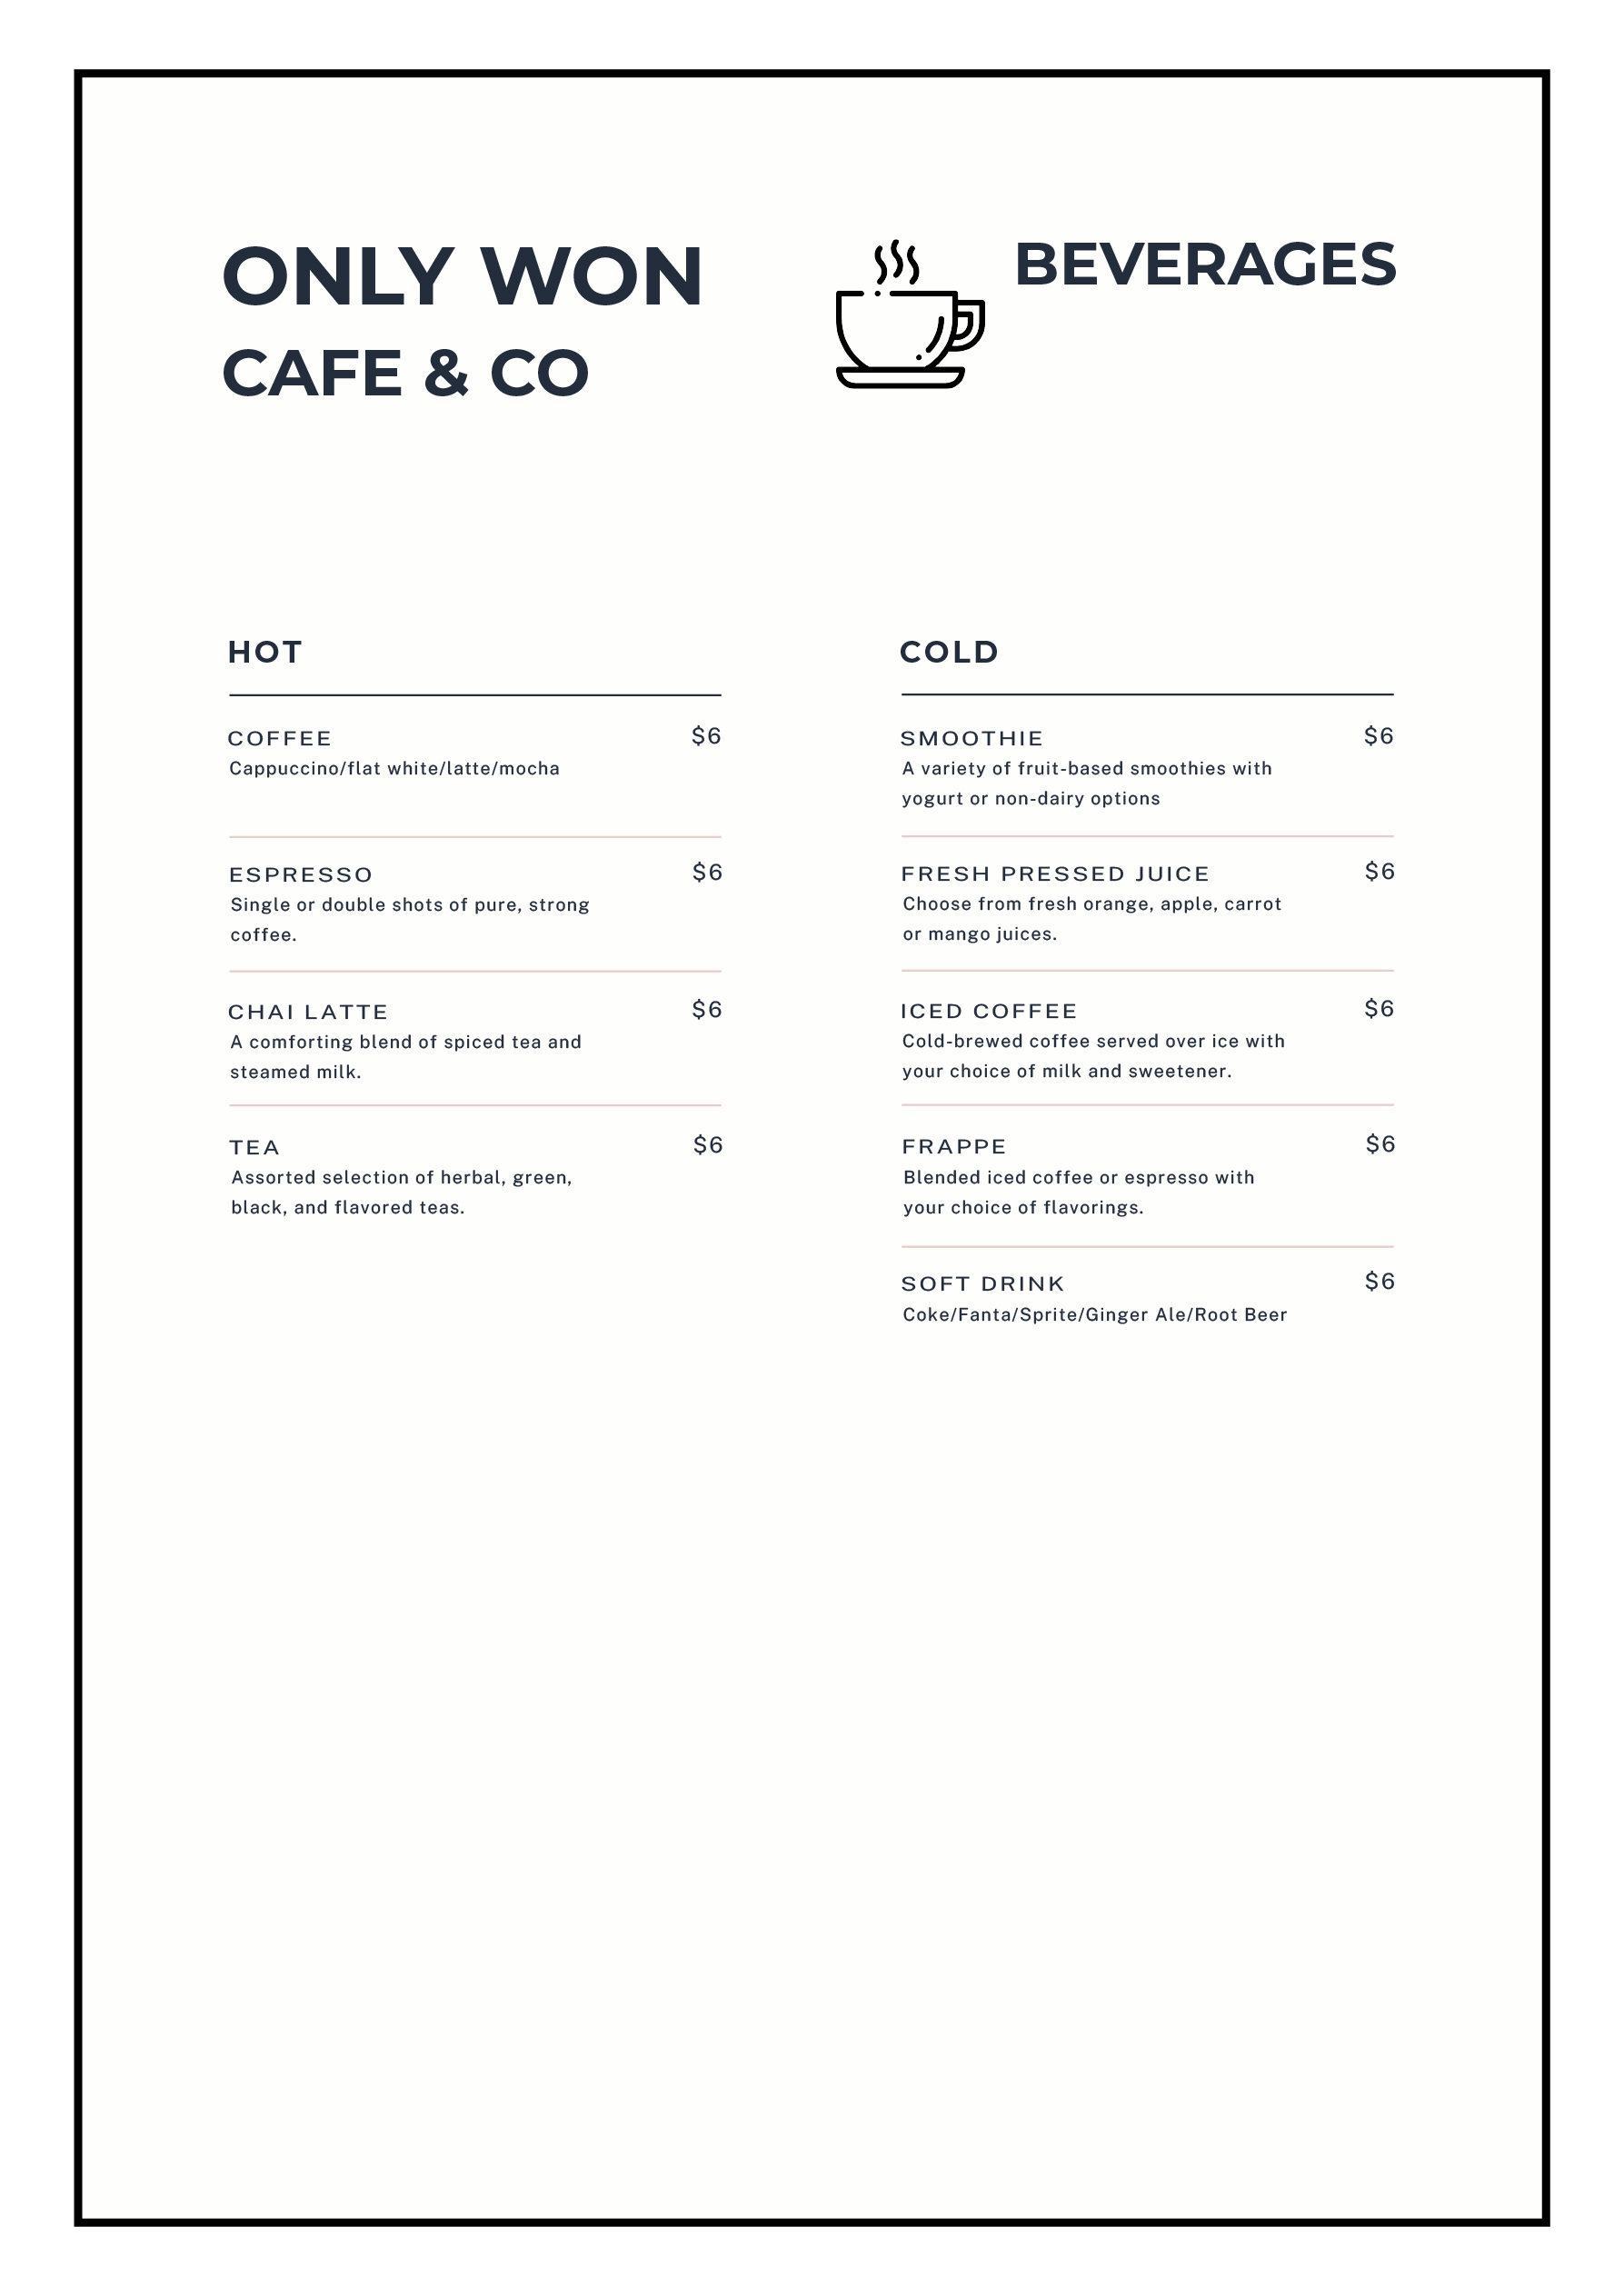 ONLY WON
CAFE & CO
BEVERAGES
HOT
COFFEE $6
Cappuccino/flat white/latte/mocha
ESPRESSO $6
Single or double shots of pure, strong
coffee.
CHAI LATTE $6
A comforting blend of spiced tea and
steamed milk.
TEA $6
Assorted selection of herbal, green,
black, and flavored teas.
COLD
SMOOTHIE $6
A variety of fruit-based smoothies with
yogurt or non-dairy options
FRESH PRESSED JUICE $6
Choose from fresh orange, apple, carrot
or mango juices.
ICED COFFEE $6
Cold-brewed coffee served over ice with
your choice of milk and sweetener.
FRAPPE $6
Blended iced coffee or espresso with
your choice of flavorings.
SOFT DRINK $6
Coke/Fanta/Sprite/Ginger Ale/Root Beer